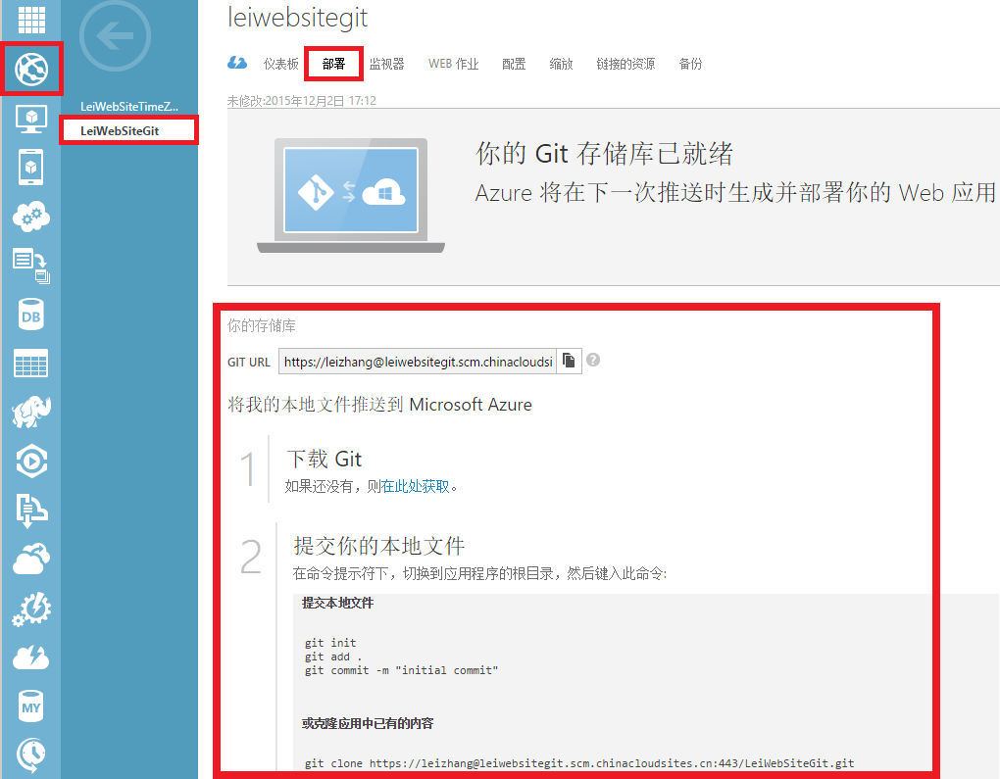 leiwebsitegit
仪表板 部署 监视器 WEB 作业 配置 缩放 链接的资源 备份
LeiWebSiteTimeZ...
LeiWebSiteGit
未修改:2015年12月2日 17:12
你的 Git 存储库已就绪
Azure 将在下一次推送时生成并部署你的 Web 应用
你的存储库
GIT URL https://leizhang@leiwebsitegit.scm.chinacloudsi
?
将我的本地文件推送到 Microsoft Azure
1 下载 Git
如果还没有，则在此处获取。
2 提交你的本地文件
在命令提示符下，切换到应用程序的根目录，然后键入此命令:
提交本地文件
git init
git add .
git commit -m "initial commit"
或克隆应用中已有的内容
git clone https://leizhang@leiwebsitegit.scm.chinacloudsites.cn:443/LeiWebSiteGit.git
DB
MY